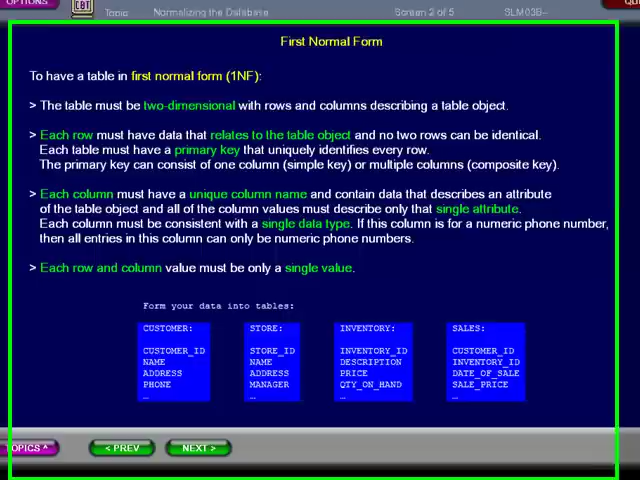 OPTIONS...
CBT
Topic
Normalizing the Database
Screen 2 of 5
SLM03B--
QU
First Normal Form
To have a table in first normal form (1NF):
> The table must be two-dimensional with rows and columns describing a table object.
> Each row must have data that relates to the table object and no two rows can be identical.
Each table must have a primary key that uniquely identifies every row.
The primary key can consist of one column (simple key) or multiple columns (composite key).
> Each column must have a unique column name and contain data that describes an attribute
of the table object and all of the column values must describe only that single attribute.
Each column must be consistent with a single data type. If this column is for a numeric phone number,
then all entries in this column can only be numeric phone numbers.
> Each row and column value must be only a single value.
Form your data into tables:
CUSTOMER:
CUSTOMER_ID
NAME
ADDRESS
PHONE
…
STORE:
STORE_ID
NAME
ADDRESS
MANAGER
…
INVENTORY:
INVENTORY_ID
DESCRIPTION
PRICE
QTY_ON_HAND
…
SALES:
CUSTOMER_ID
INVENTORY_ID
DATE_OF_SALE
SALE_PRICE
…
TOPICS ^
< PREV
NEXT >